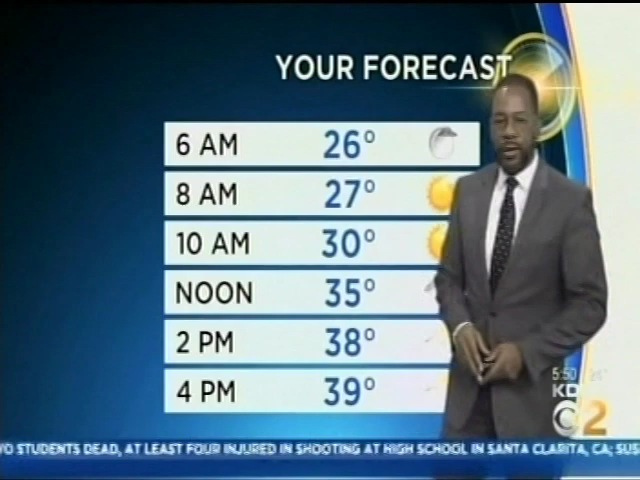 YOUR FORECAST
6 AM 26°
8 AM 27°
10 AM 30°
NOON 35°
2 PM 38°
4 PM 39°
5:50
KD
2
STUDENTS DEAD, AT LEAST FOUR INJURED IN SHOOTING AT HIGH SCHOOL IN SANTA CLARITA, CA;